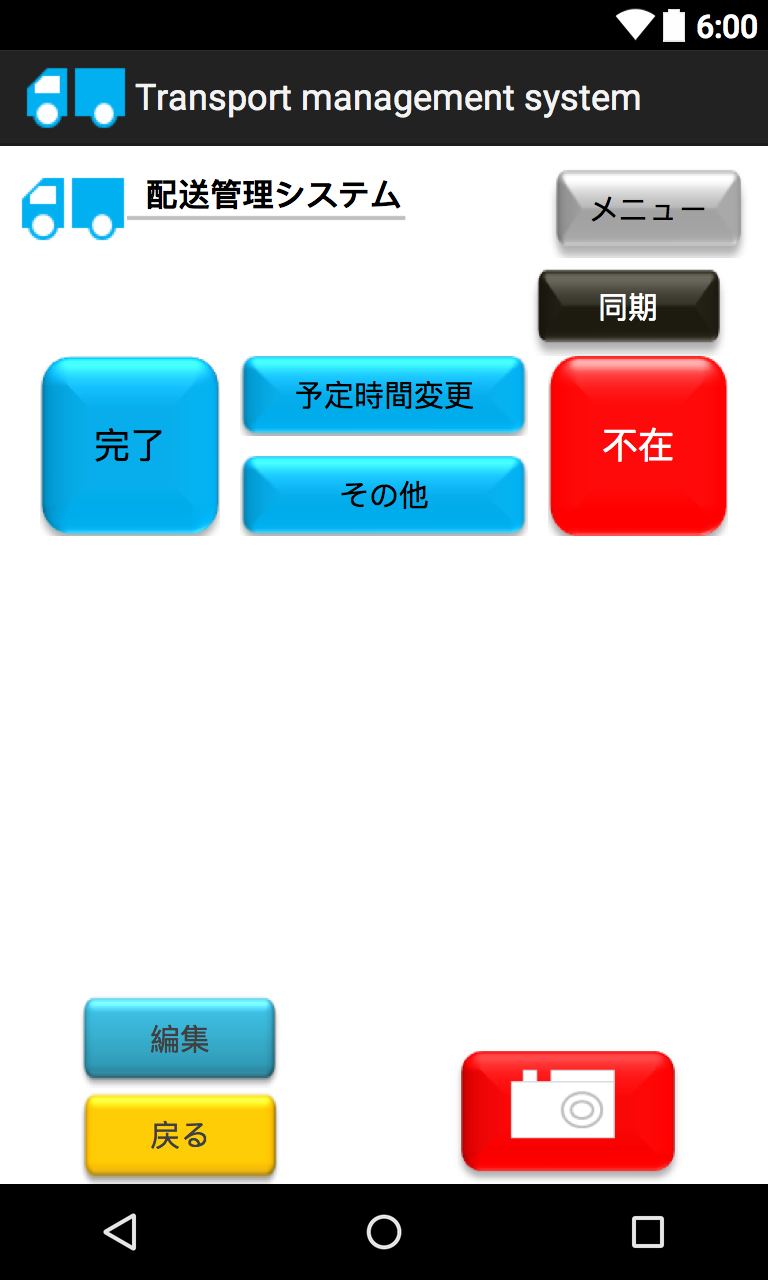 6:00
Transport management system
配送管理システム
メニュー
同期
完了
予定時間変更
その他
不在
編集
戻る